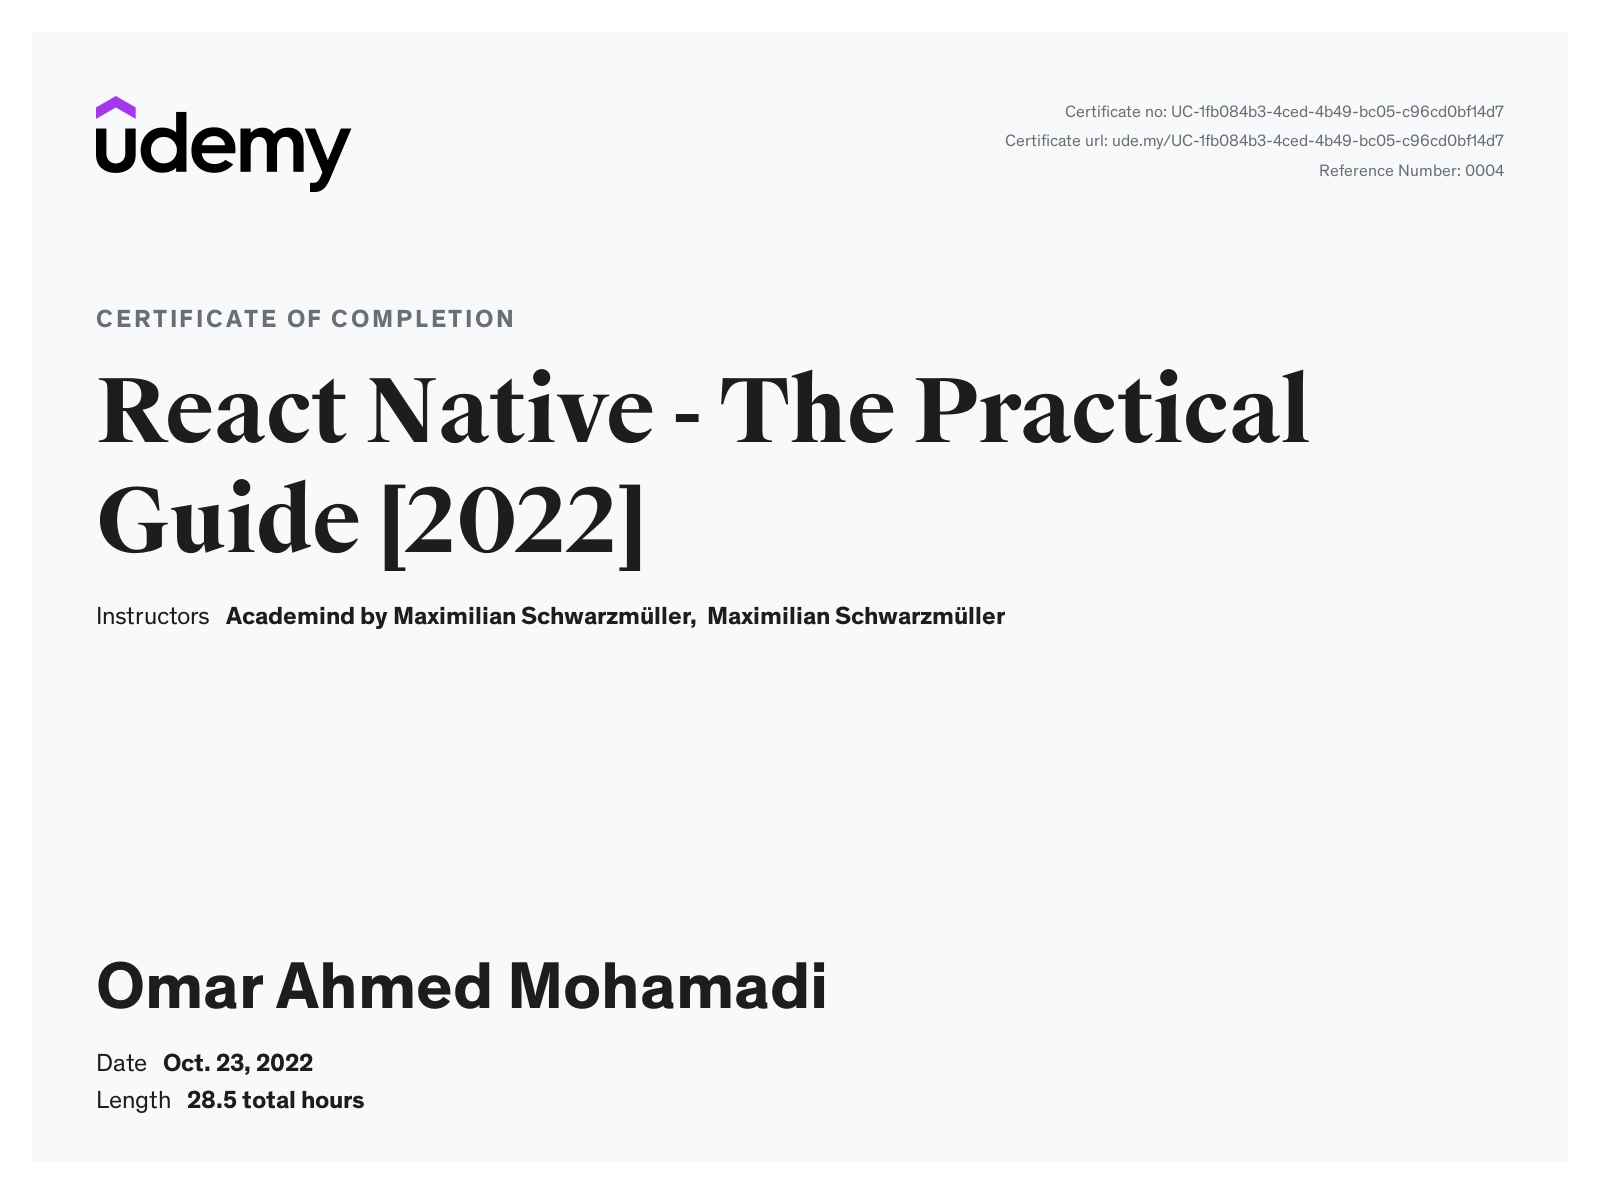 udemy
Certificate no: UC-1fb084b3-4ced-4b49-bc05-c96cd0bf14d7
Certificate url: ude.my/UC-1fb084b3-4ced-4b49-bc05-c96cd0bf14d7
Reference Number: 0004
CERTIFICATE OF COMPLETION
React Native - The Practical
Guide [2022]
Instructors Academind by Maximilian Schwarzmüller, Maximilian Schwarzmüller
Omar Ahmed Mohamadi
Date Oct. 23, 2022
Length 28.5 total hours